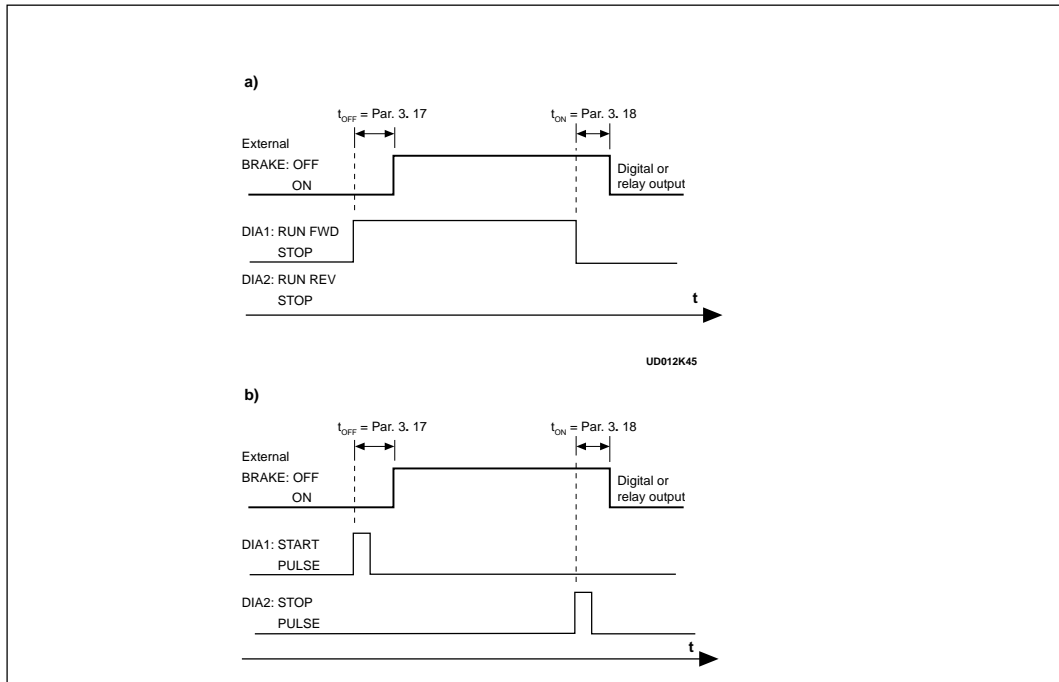 a)
tOFF = Par. 3. 17
tON = Par. 3. 18
External
BRAKE: OFF
ON
Digital or
relay output
DIA1: RUN FWD
STOP
DIA2: RUN REV
STOP
t
UD012K45
b)
tOFF = Par. 3. 17
tON = Par. 3. 18
External
BRAKE: OFF
ON
Digital or
relay output
DIA1: START
PULSE
DIA2: STOP
PULSE
t